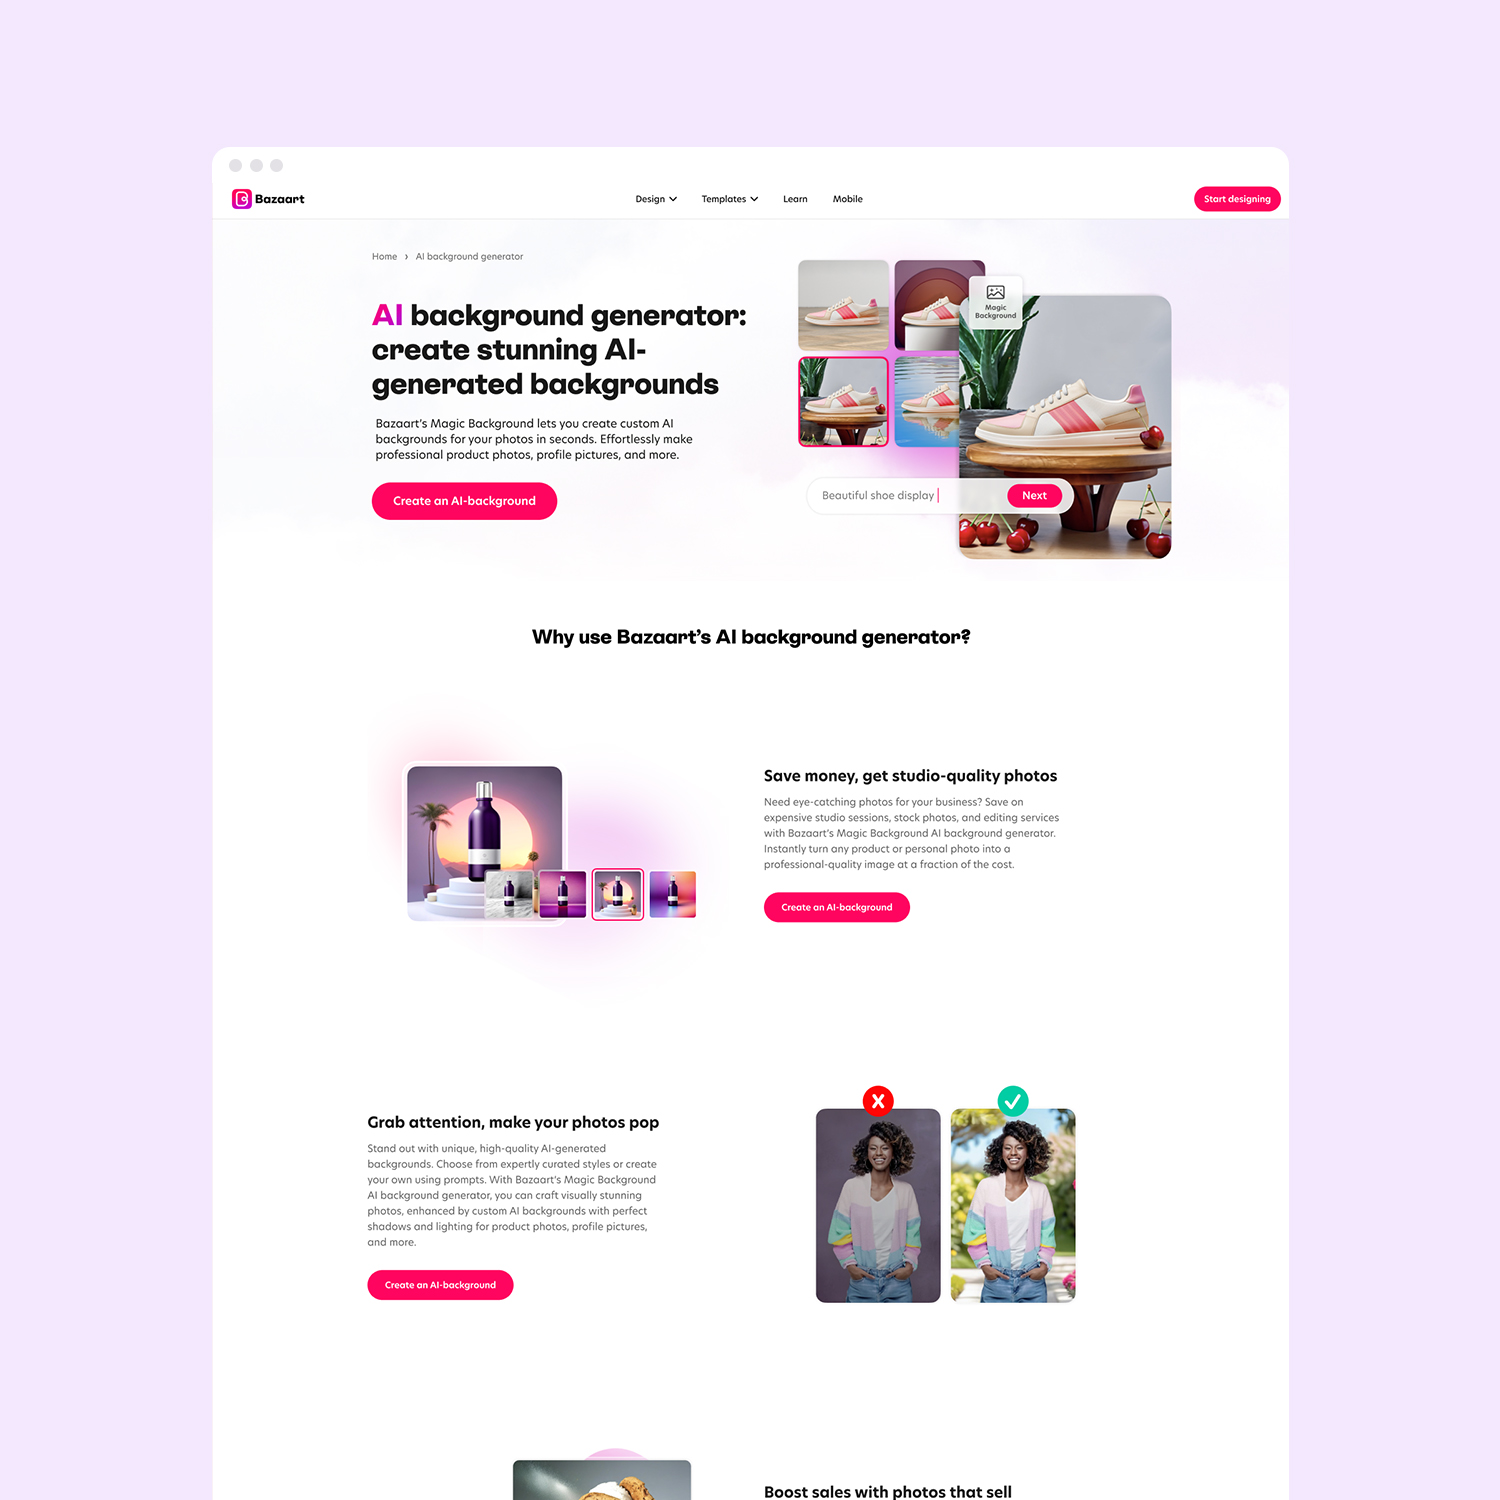 Bazaart
Design
Templates
Learn
Mobile
Start designing
Home › AI background generator
AI background generator:
create stunning AI-
generated backgrounds
Bazaart's Magic Background lets you create custom AI
backgrounds for your photos in seconds. Effortlessly make
professional product photos, profile pictures, and more.
Create an AI-background
Magic
Background
Beautiful shoe display
Next
Why use Bazaart's AI background generator?
Save money, get studio-quality photos
Need eye-catching photos for your business? Save on
expensive studio sessions, stock photos, and editing services
with Bazaart's Magic Background AI background generator.
Instantly turn any product or personal photo into a
professional-quality image at a fraction of the cost.
Create an AI-background
Grab attention, make your photos pop
Stand out with unique, high-quality AI-generated
backgrounds. Choose from expertly curated styles or create
your own using prompts. With Bazaart's Magic Background
AI background generator, you can craft visually stunning
photos, enhanced by custom AI backgrounds with perfect
shadows and lighting for product photos, profile pictures,
and more.
Create an AI-background
Boost sales with photos that sell